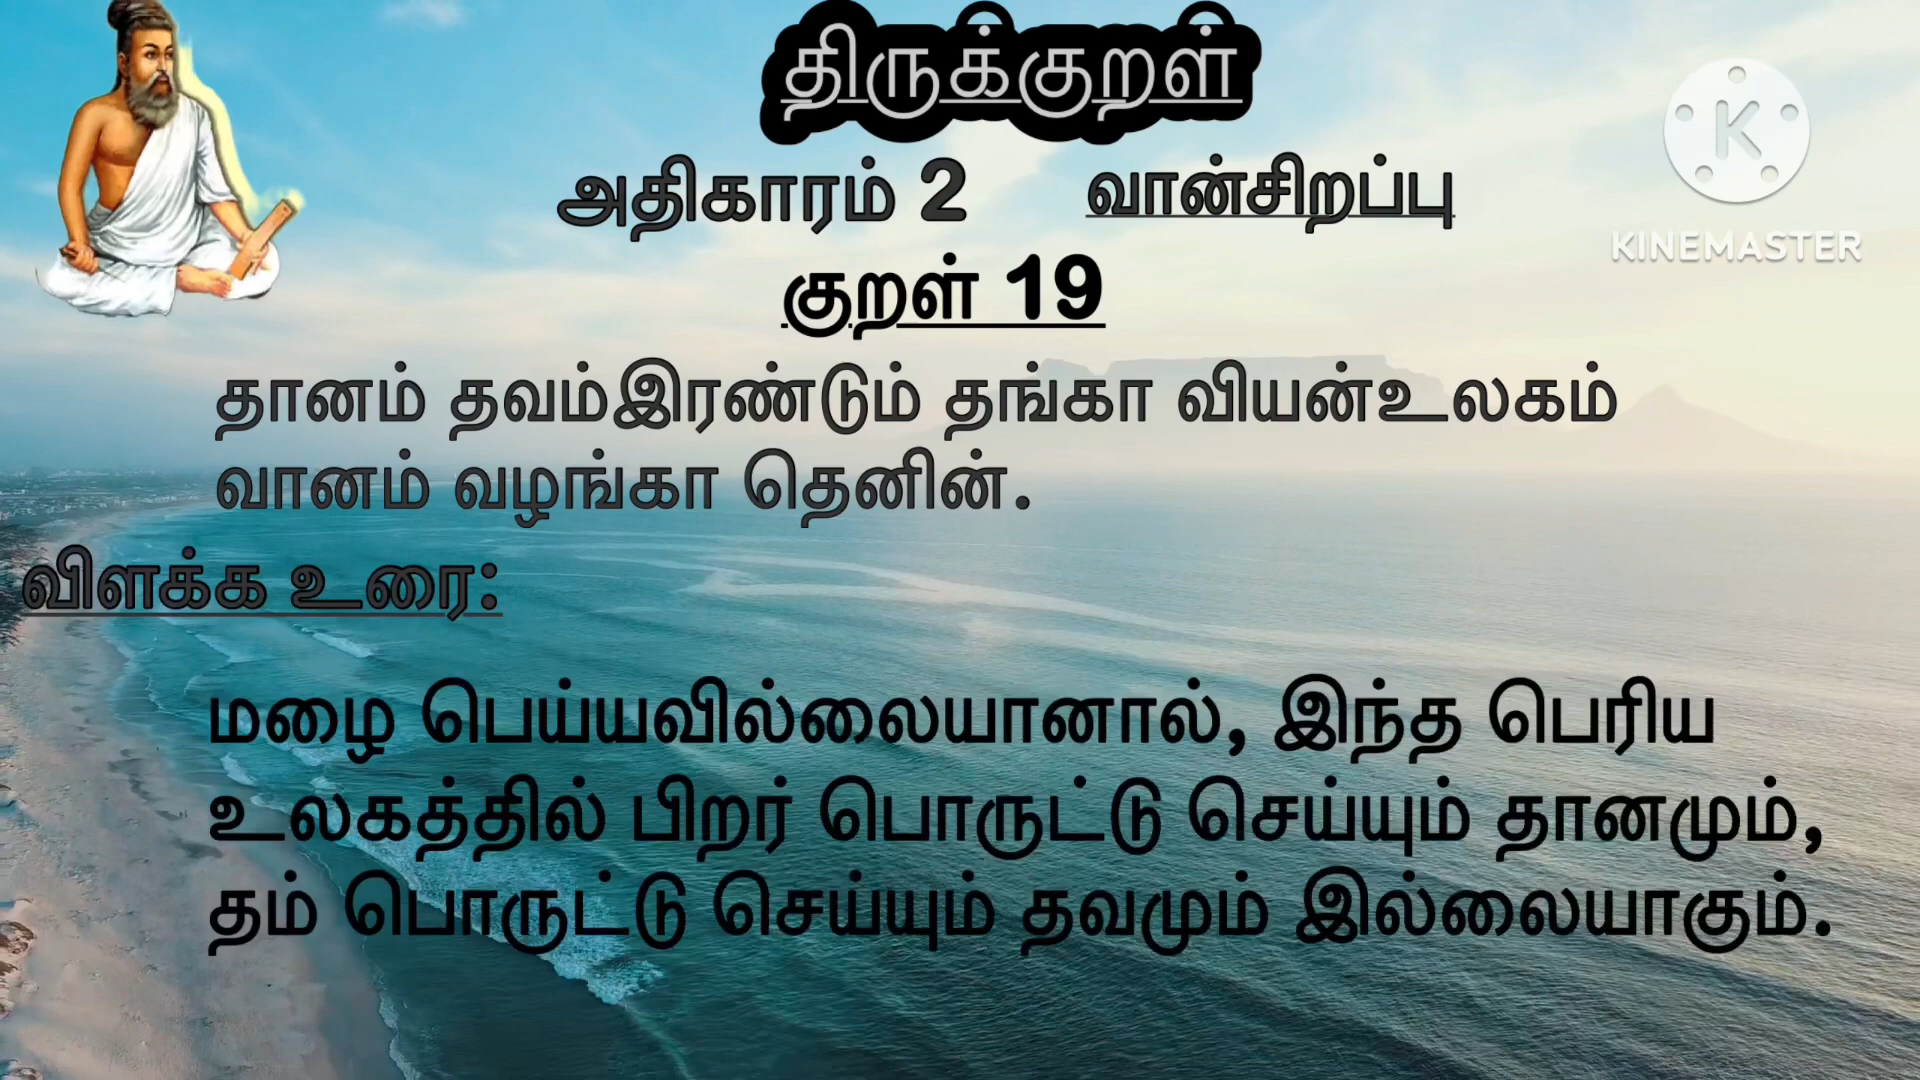 திருக்குறள்
அதிகாரம் 2 வான்சிறப்பு
குறள் 19
தானம் தவம்இரண்டும் தங்கா வியன்உலகம்
வானம் வழங்கா தெனின்.
விளக்க உரை:
மழை பெய்யவில்லையானால், இந்த பெரிய
உலகத்தில் பிறர் பொருட்டு செய்யும் தானமும்,
தம் பொருட்டு செய்யும் தவமும் இல்லையாகும்.
K
KINEMASTER